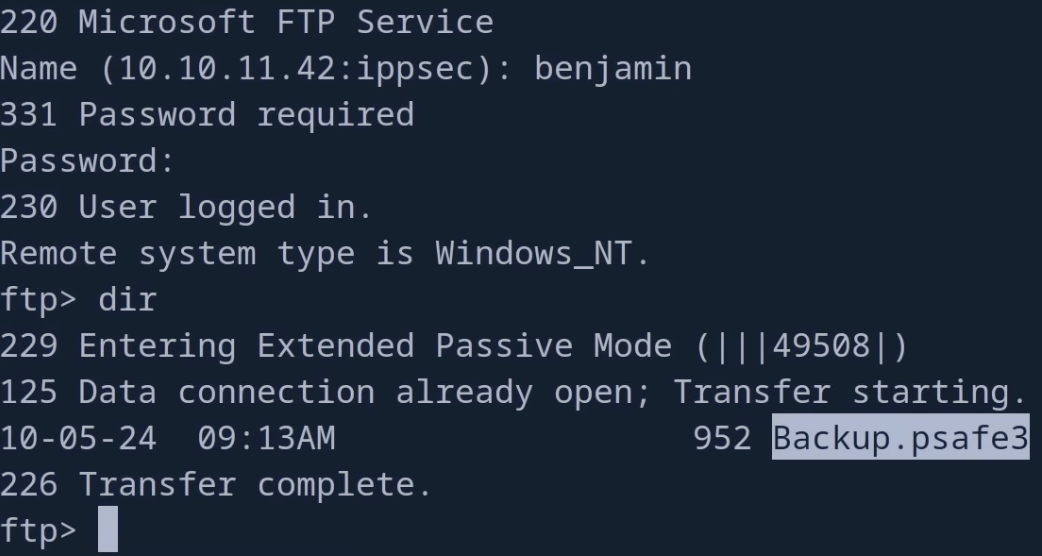 220 Microsoft FTP Service
Name (10.10.11.42:ippsec): benjamin
331 Password required
Password:
230 User logged in.
Remote system type is Windows_NT.
ftp> dir
229 Entering Extended Passive Mode (|||49508|)
125 Data connection already open; Transfer starting.
10-05-24  09:13AM                  952 Backup.psafe3
226 Transfer complete.
ftp>